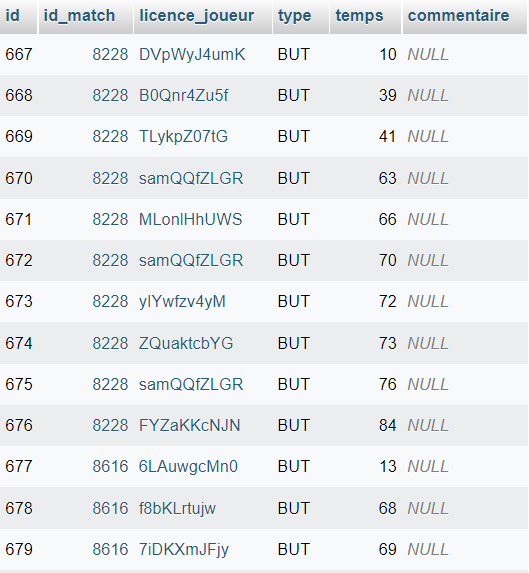 id id_match licence_joueur type temps commentaire
667 8228 DVpWyJ4umK BUT 10 NULL
668 8228 B0Qnr4Zu5f BUT 39 NULL
669 8228 TLykpZ07tG BUT 41 NULL
670 8228 samQQfZLGR BUT 63 NULL
671 8228 MLonlHhUWS BUT 66 NULL
672 8228 samQQfZLGR BUT 70 NULL
673 8228 ylYwfzv4yM BUT 72 NULL
674 8228 ZQuaktcbYG BUT 73 NULL
675 8228 samQQfZLGR BUT 76 NULL
676 8228 FYZaKKcNJN BUT 84 NULL
677 8616 6LAuwgcMn0 BUT 13 NULL
678 8616 f8bKLrtujw BUT 68 NULL
679 8616 7iDKXmJFjy BUT 69 NULL